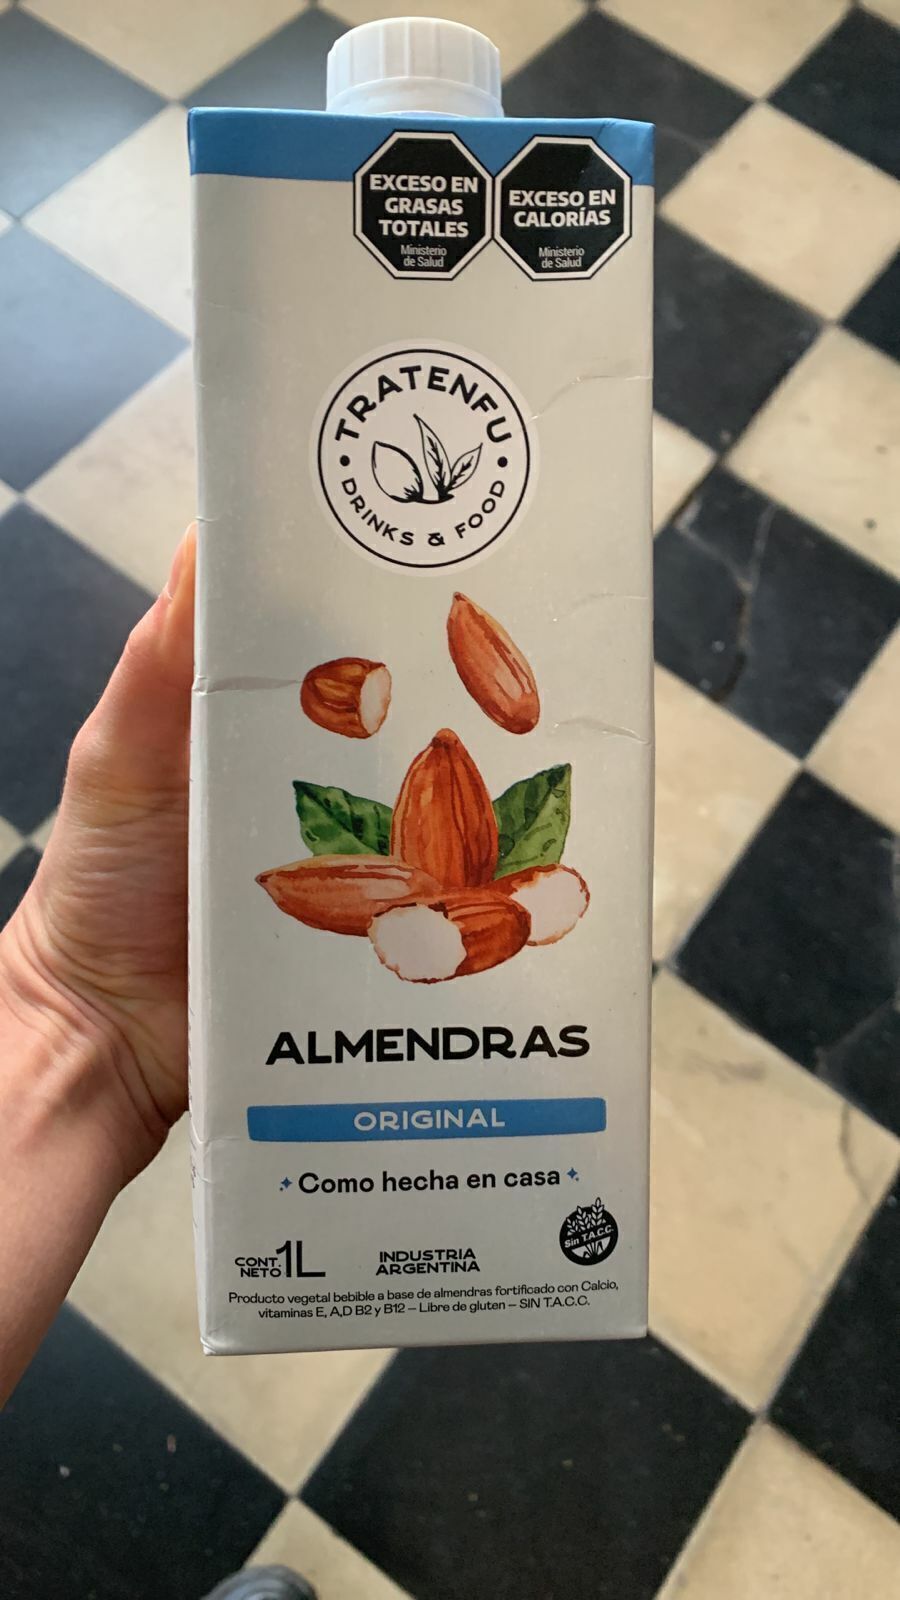 EXCESO EN
GRASAS
TOTALES
Ministerio
de Salud
EXCESO EN
CALORÍAS
Ministerio
de Salud
TRATENFU
DRINKS & FOOD
ALMENDRAS
ORIGINAL
Como hecha en casa
CONT. NETO 1L
INDUSTRIA
ARGENTINA
Sin T.A.C.C.
Producto vegetal bebible a base de almendras fortificado con Calcio,
vitaminas E, A,D B2 y B12 – Libre de gluten – SIN T.A.C.C.